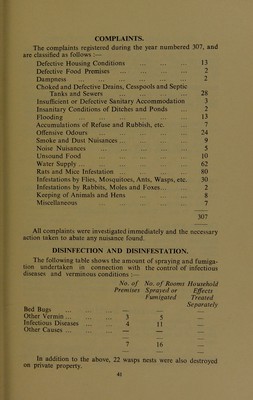 COMPLAINTS.
The complaints registered during the year numbered 307, and
are classified as follows :—
Defective Housing Conditions ... ... ... 13
Defective Food Premises ... ... ... 2
Dampness ... ... ... 2
Choked and Defective Drains, Cesspools and Septic
Tanks and Sewers ... ... ... 28
Insufficient or Defective Sanitary Accommodation 3
Insanitary Conditions of Ditches and Ponds ... 2
Flooding ... ... ... 13
Accumulations of Refuse and Rubbish, etc. ... 7
Offensive Odours ... ... ... 24
Smoke and Dust Nuisances ... ... ... 9
Noise Nuisances ... ... ... 5
Unsound Food ... ... ... 10
Water Supply ... ... ... 62
Rats and Mice Infestation ... ... ... 80
Infestations by Flies, Mosquitoes, Ants, Wasps, etc. 30
Infestations by Rabbits, Moles and Foxes ... 2
Keeping of Animals and Hens ... ... 8
Miscellaneous ... ... ... 7
307
All complaints were investigated immediately and the necessary
action taken to abate any nuisance found.
DISINFECTION AND DISINFESTATION.
The following table shows the amount of spraying and fumiga-
tion undertaken in connection with the control of infectious
diseases and verminous conditions :—
No. of No. of Rooms Household
Premises Sprayed or Effects
Fumigated Treated
Separately
Bed Bugs ... ... — — ...
Other Vermin ... ... 3 5 ...
Infectious Diseases ... 4 11 ...
Other Causes ... ... — — ...
7 16 ...
In addition to the above, 22 wasps nests were also destroyed
on private property.
46